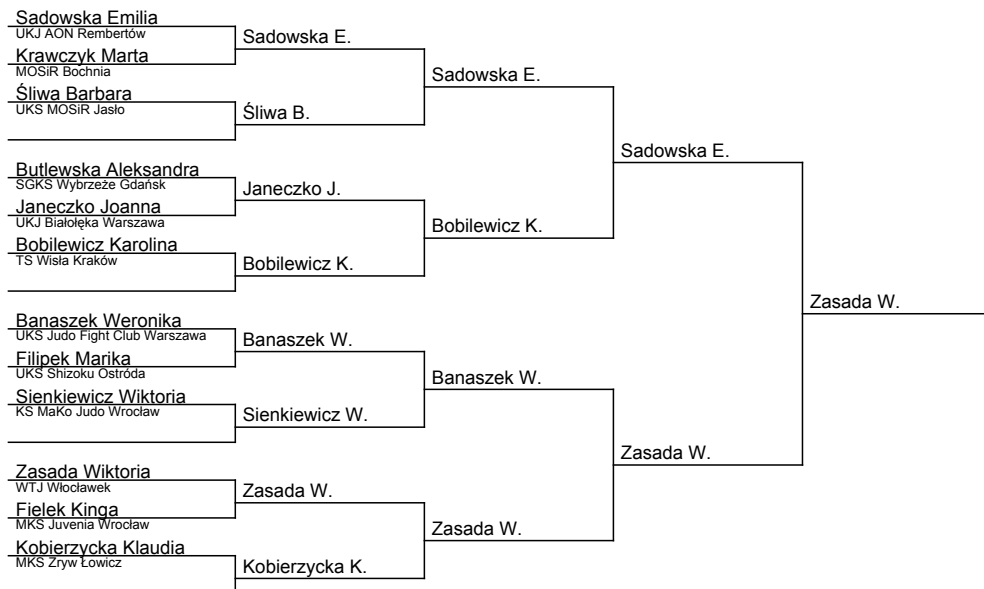 Sadowska Emilia
UKJ AON Rembertów
Krawczyk Marta
MOSiR Bochnia
Śliwa Barbara
UKS MOSiR Jasło
Butlewska Aleksandra
SGKS Wybrzeże Gdańsk
Janeczko Joanna
UKJ Białołęka Warszawa
Bobilewicz Karolina
TS Wisła Kraków
Banaszek Weronika
UKS Judo Fight Club Warszawa
Filipek Marika
UKS Shizoku Ostróda
Sienkiewicz Wiktoria
KS MaKo Judo Wrocław
Zasada Wiktoria
WTJ Włocławek
Fielek Kinga
MKS Juvenia Wrocław
Kobierzycka Klaudia
MKS Zryw Łowicz
Sadowska E.
Śliwa B.
Janeczko J.
Bobilewicz K.
Banaszek W.
Sienkiewicz W.
Zasada W.
Kobierzycka K.
Sadowska E.
Bobilewicz K.
Banaszek W.
Zasada W.
Sadowska E.
Zasada W.
Zasada W.